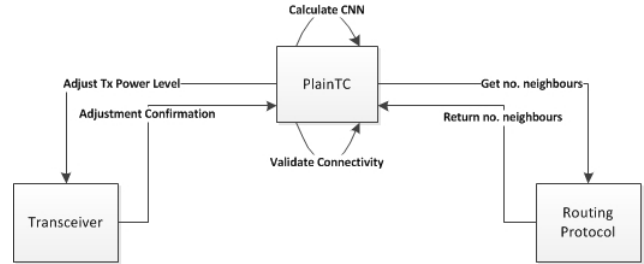 Calculate CNN
Adjust Tx Power Level
PlainTC
Get no. neighbours
Adjustment Confirmation
Return no. neighbours
Validate Connectivity
Transceiver
Routing
Protocol